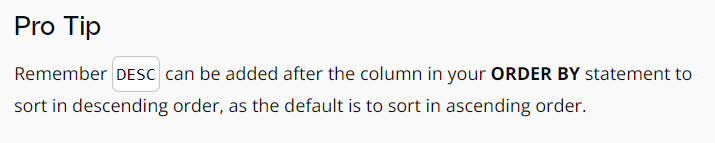 Pro Tip
Remember DESC can be added after the column in your ORDER BY statement to
sort in descending order, as the default is to sort in ascending order.